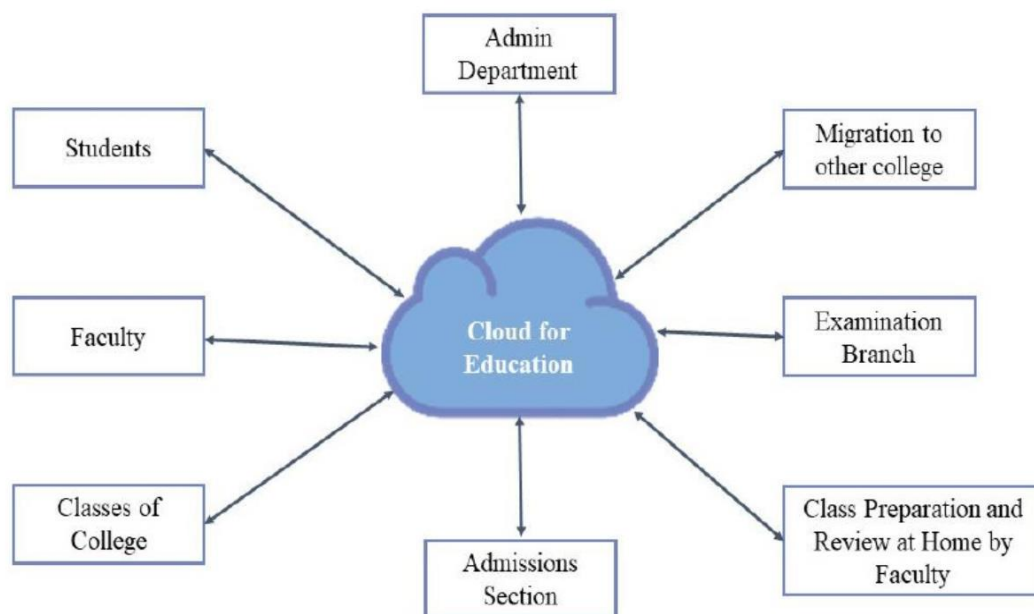 Admin
Department
Students
Migration to
other college
Faculty
Cloud for
Education
Examination
Branch
Classes of
College
Admissions
Section
Class Preparation and
Review at Home by
Faculty